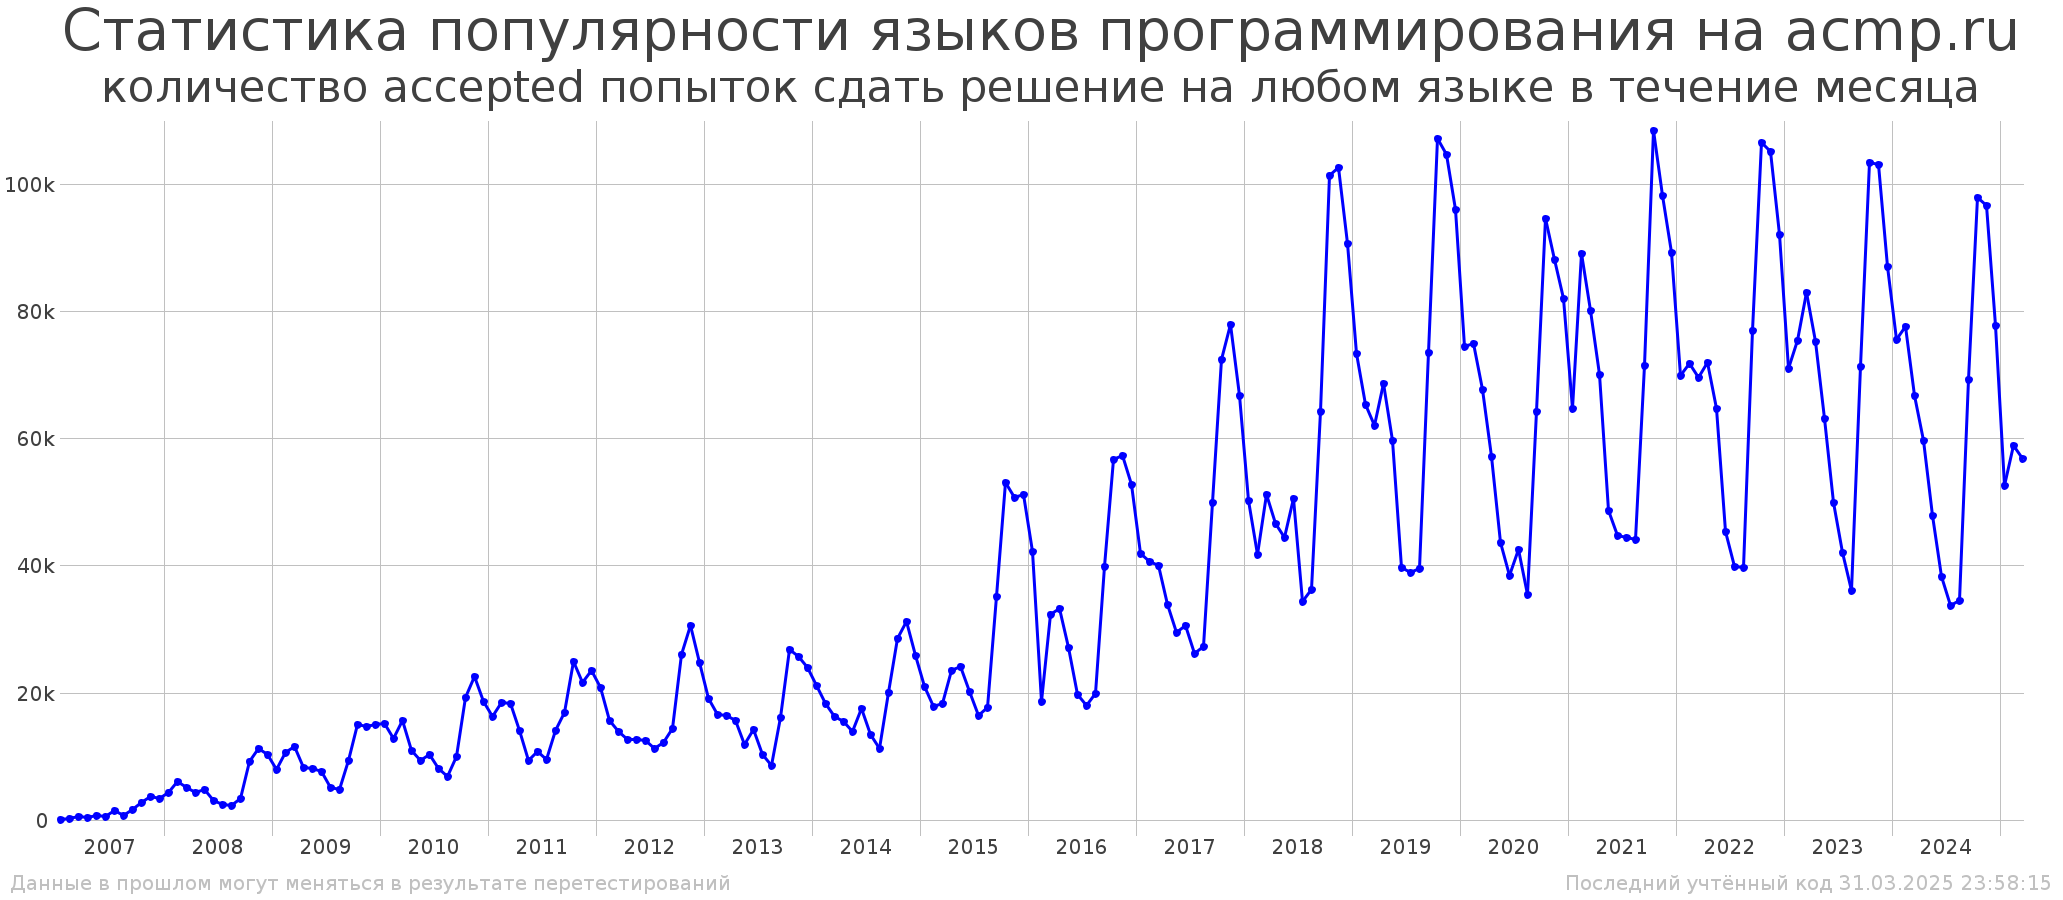 Статистика популярности языков программирования на acmp.ru
количество accepted попыток сдать решение на любом языке в течение месяца
100k
80k
60k
40k
20k
0
2007 2008 2009 2010 2011 2012 2013 2014 2015 2016 2017 2018 2019 2020 2021 2022 2023 2024
Данные в прошлом могут меняться в результате перетестирований
Последний учтённый код 31.03.2025 23:58:15